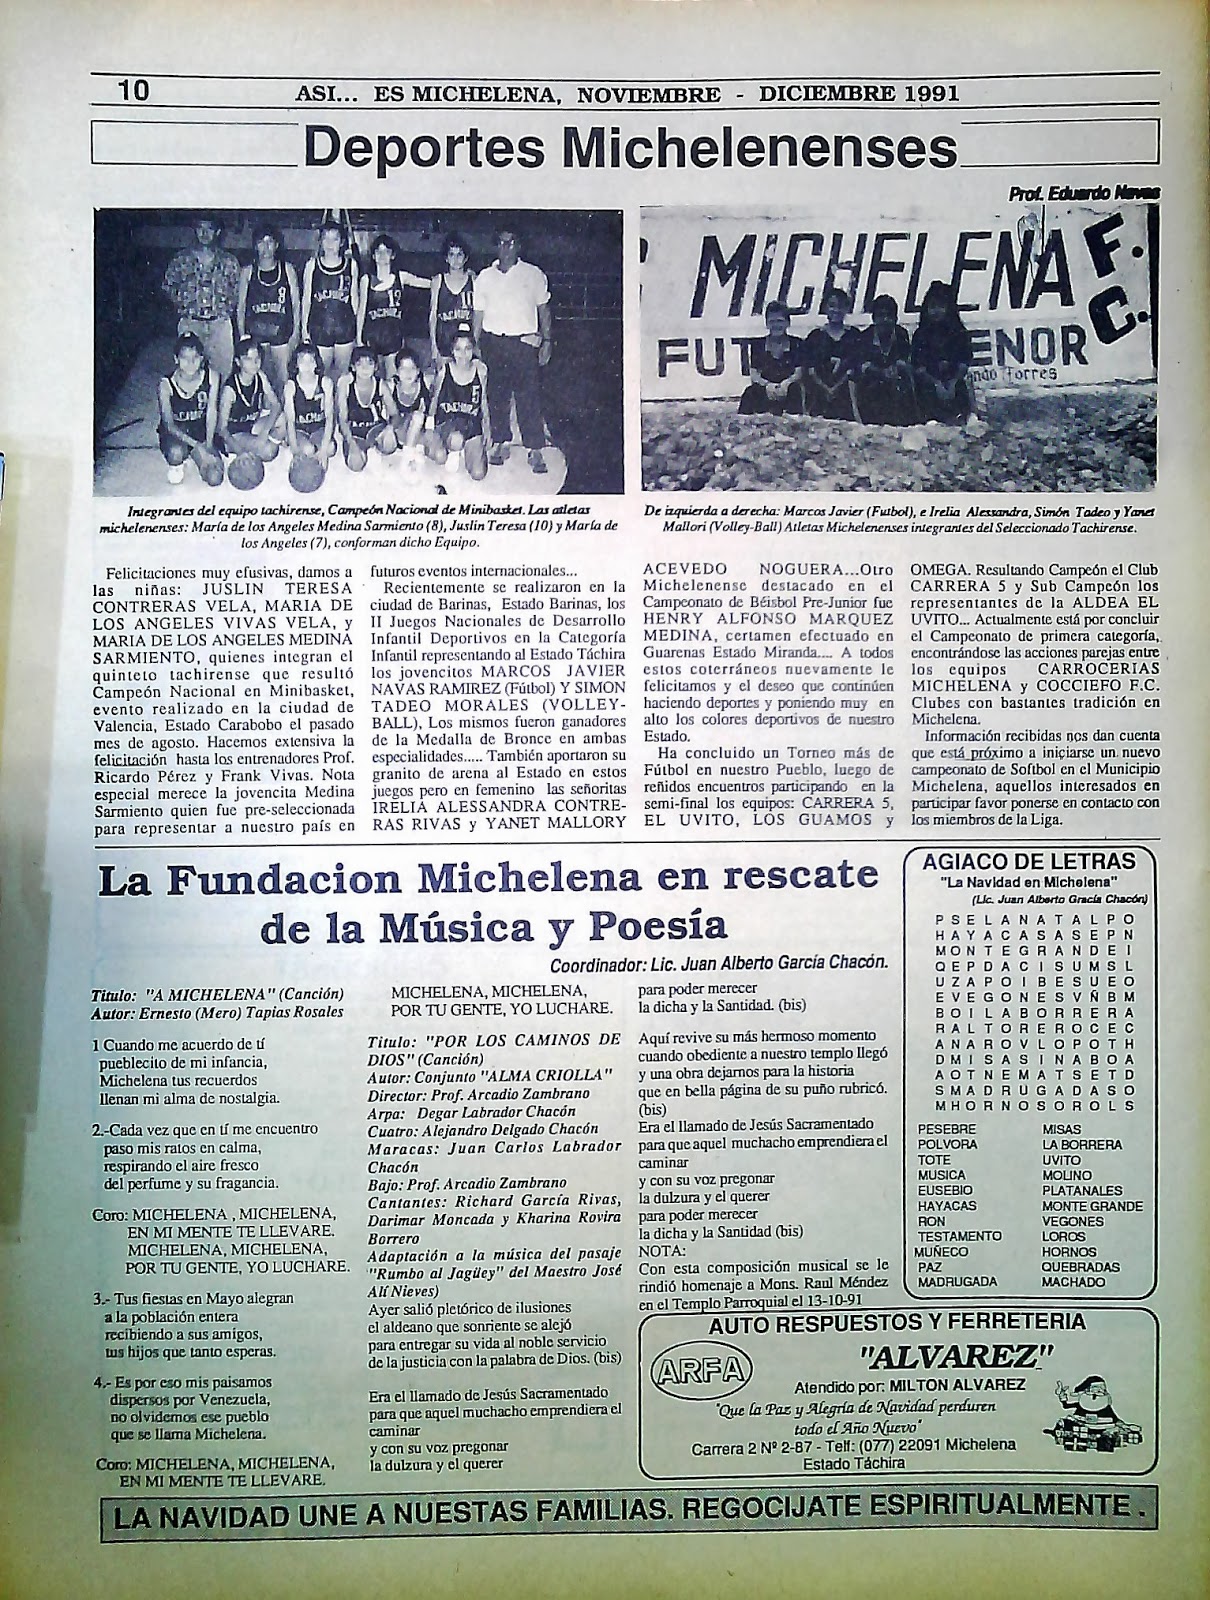 10
ASI... ES MICHELENA, NOVIEMBRE - DICIEMBRE 1991
Deportes Michelenenses
Prof. Eduardo Navas
MICHELENA F.C.
FUT
ENOR
ndo Torres
Integrantes del equipo tachirense, Campeón Nacional de Minibasket. Las atletas
michelenenses: María de los Angeles Medina Sarmiento (8), Juslin Teresa (10) y María de
los Angeles (7), conforman dicho Equipo.
De izquierda a derecha: Marcos Javier (Futbol), e Irelia Alessandra, Simón Tadeo y Yanet
Mallori (Volley-Ball) Atletas Michelenenses integrantes del Seleccionado Tachirense.
Felicitaciones muy efusivas, damos a
las niñas: JUSLIN TERESA
CONTRERAS VELA, MARIA DE
LOS ANGELES VIVAS VELA, y
MARIA DE LOS ANGELES MEDINA
SARMIENTO, quienes integran el
quinteto tachirense que resultó
Campeón Nacional en Minibasket,
evento realizado en la ciudad de
Valencia, Estado Carabobo el pasado
mes de agosto. Hacemos extensiva la
felicitación hasta los entrenadores Prof.
Ricardo Pérez y Frank Vivas. Nota
especial merece la jovencita Medina
Sarmiento quien fue pre-seleccionada
para representar a nuestro país en
futuros eventos internacionales...
Recientemente se realizaron en la
ciudad de Barinas, Estado Barinas, los
II Juegos Nacionales de Desarrollo
Infantil Deportivos en la Categoría
Infantil representando al Estado Táchira
los jovencitos MARCOS JAVIER
NAVAS RAMIREZ (Fútbol) Y SIMON
TADEO MORALES (VOLLEY-
BALL), Los mismos fueron ganadores
de la Medalla de Bronce en ambas
especialidades..... También aportaron su
granito de arena al Estado en estos
juegos pero en femenino las señoritas
IRELIA ALESSANDRA CONTRE-
RAS RIVAS y YANET MALLORY
ACEVEDO NOGUERA...Otro
Michelenense destacado en el
Campeonato de Béisbol Pre-Junior fue
HENRY ALFONSO MARQUEZ
MEDINA, certamen efectuado en
Guarenas Estado Miranda.... A todos
estos coterráneos nuevamente le
felicitamos y el deseo que continúen
haciendo deportes y poniendo muy en
alto los colores deportivos de nuestro
Estado.
Ha concluido un Torneo más de
Fútbol en nuestro Pueblo, luego de
reñidos encuentros participando en la
semi-final los equipos: CARRERA 5,
EL UVITO, LOS GUAMOS y
OMEGA. Resultando Campeón el Club
CARRERA 5 y Sub Campeón los
representantes de la ALDEA EL
UVITO... Actualmente está por concluir
el Campeonato de primera categoría,
encontrándose las acciones parejas entre
los equipos CARROCERIAS
MICHELENA y COCCIEFO F.C.
Clubes con bastantes tradición en
Michelena.
Información recibidas nos dan cuenta
que está próximo a iniciarse un nuevo
campeonato de Softbol en el Municipio
Michelena, aquellos interesados en
participar favor ponerse en contacto con
los miembros de la Liga.
La Fundacion Michelena en rescate
de la Música y Poesía
Coordinador: Lic. Juan Alberto García Chacón.
Titulo: "A MICHELENA" (Canción)
Autor: Ernesto (Mero) Tapias Rosales
1 Cuando me acuerdo de tí
pueblecito de mi infancia,
Michelena tus recuerdos
llenan mi alma de nostalgia.
2.-Cada vez que en tí me encuentro
paso mis ratos en calma,
respirando el aire fresco
del perfume y su fragancia.
Coro: MICHELENA , MICHELENA,
EN MI MENTE TE LLEVARE.
MICHELENA, MICHELENA,
POR TU GENTE, YO LUCHARE.
3.- Tus fiestas en Mayo alegran
a la población entera
recibiendo a sus amigos,
tus hijos que tanto esperas.
4.- Es por eso mis paisamos
dispersos por Venezuela,
no olvidemos ese pueblo
que se llama Michelena.
Coro: MICHELENA, MICHELENA,
EN MI MENTE TE LLEVARE.
MICHELENA, MICHELENA,
POR TU GENTE, YO LUCHARE.
Titulo: "POR LOS CAMINOS DE
DIOS" (Canción)
Autor: Conjunto "ALMA CRIOLLA"
Director: Prof. Arcadio Zambrano
Arpa: Degar Labrador Chacón
Cuatro: Alejandro Delgado Chacón
Maracas: Juan Carlos Labrador
Chacón
Bajo: Prof. Arcadio Zambrano
Cantantes: Richard García Rivas,
Darimar Moncada y Kharina Rovira
Borrero
Adaptación a la música del pasaje
"Rumbo al Jagüey" del Maestro José
Alí Nieves)
Ayer salió pletórico de ilusiones
el aldeano que sonriente se alejó
para entregar su vida al noble servicio
de la justicia con la palabra de Dios. (bis)
Era el llamado de Jesús Sacramentado
para que aquel muchacho emprendiera el
caminar
y con su voz pregonar
la dulzura y el querer
para poder merecer
la dicha y la Santidad. (bis)
Aquí revive su más hermoso momento
cuando obediente a nuestro templo llegó
y una obra dejarnos para la historia
que en bella página de su puño rubricó.
(bis)
Era el llamado de Jesús Sacramentado
para que aquel muchacho emprendiera el
caminar
y con su voz pregonar
la dulzura y el querer
para poder merecer
la dicha y la Santidad (bis)
NOTA:
Con esta composición musical se le
rindió homenaje a Mons. Raul Méndez
en el Templo Parroquial el 13-10-91
AGIACO DE LETRAS
"La Navidad en Michelena"
(Lic. Juan Alberto Gracía Chacón)
P S E L A N A T A L P O
H A Y A C A S A S E P N
M O N T E G R A N D E I
Q E P D A C I S U M S L
U Z A P O I B E S U E O
E V E G O N E S V Ñ B M
B O I L A B O R R E R A
R A L T O R E R O C E C
A N A R O V L O P O T H
D M I S A S I N A B O A
A O T N E M A T S E T D
S M A D R U G A D A S O
M H O R N O S O R O L S
PESEBRE
POLVORA
TOTE
MUSICA
EUSEBIO
HAYACAS
RON
TESTAMENTO
MUÑECO
PAZ
MADRUGADA
MISAS
LA BORRERA
UVITO
MOLINO
PLATANALES
MONTE GRANDE
VEGONES
LOROS
HORNOS
QUEBRADAS
MACHADO
AUTO RESPUESTOS Y FERRETERIA
ARFA
"ALVAREZ"
Atendido por: MILTON ALVAREZ
"Que la Paz y Alegría de Navidad perduren
todo el Año Nuevo"
Carrera 2 Nº 2-87 - Telf: (077) 22091 Michelena
Estado Táchira
LA NAVIDAD UNE A NUESTAS FAMILIAS. REGOCIJATE ESPIRITUALMENTE .